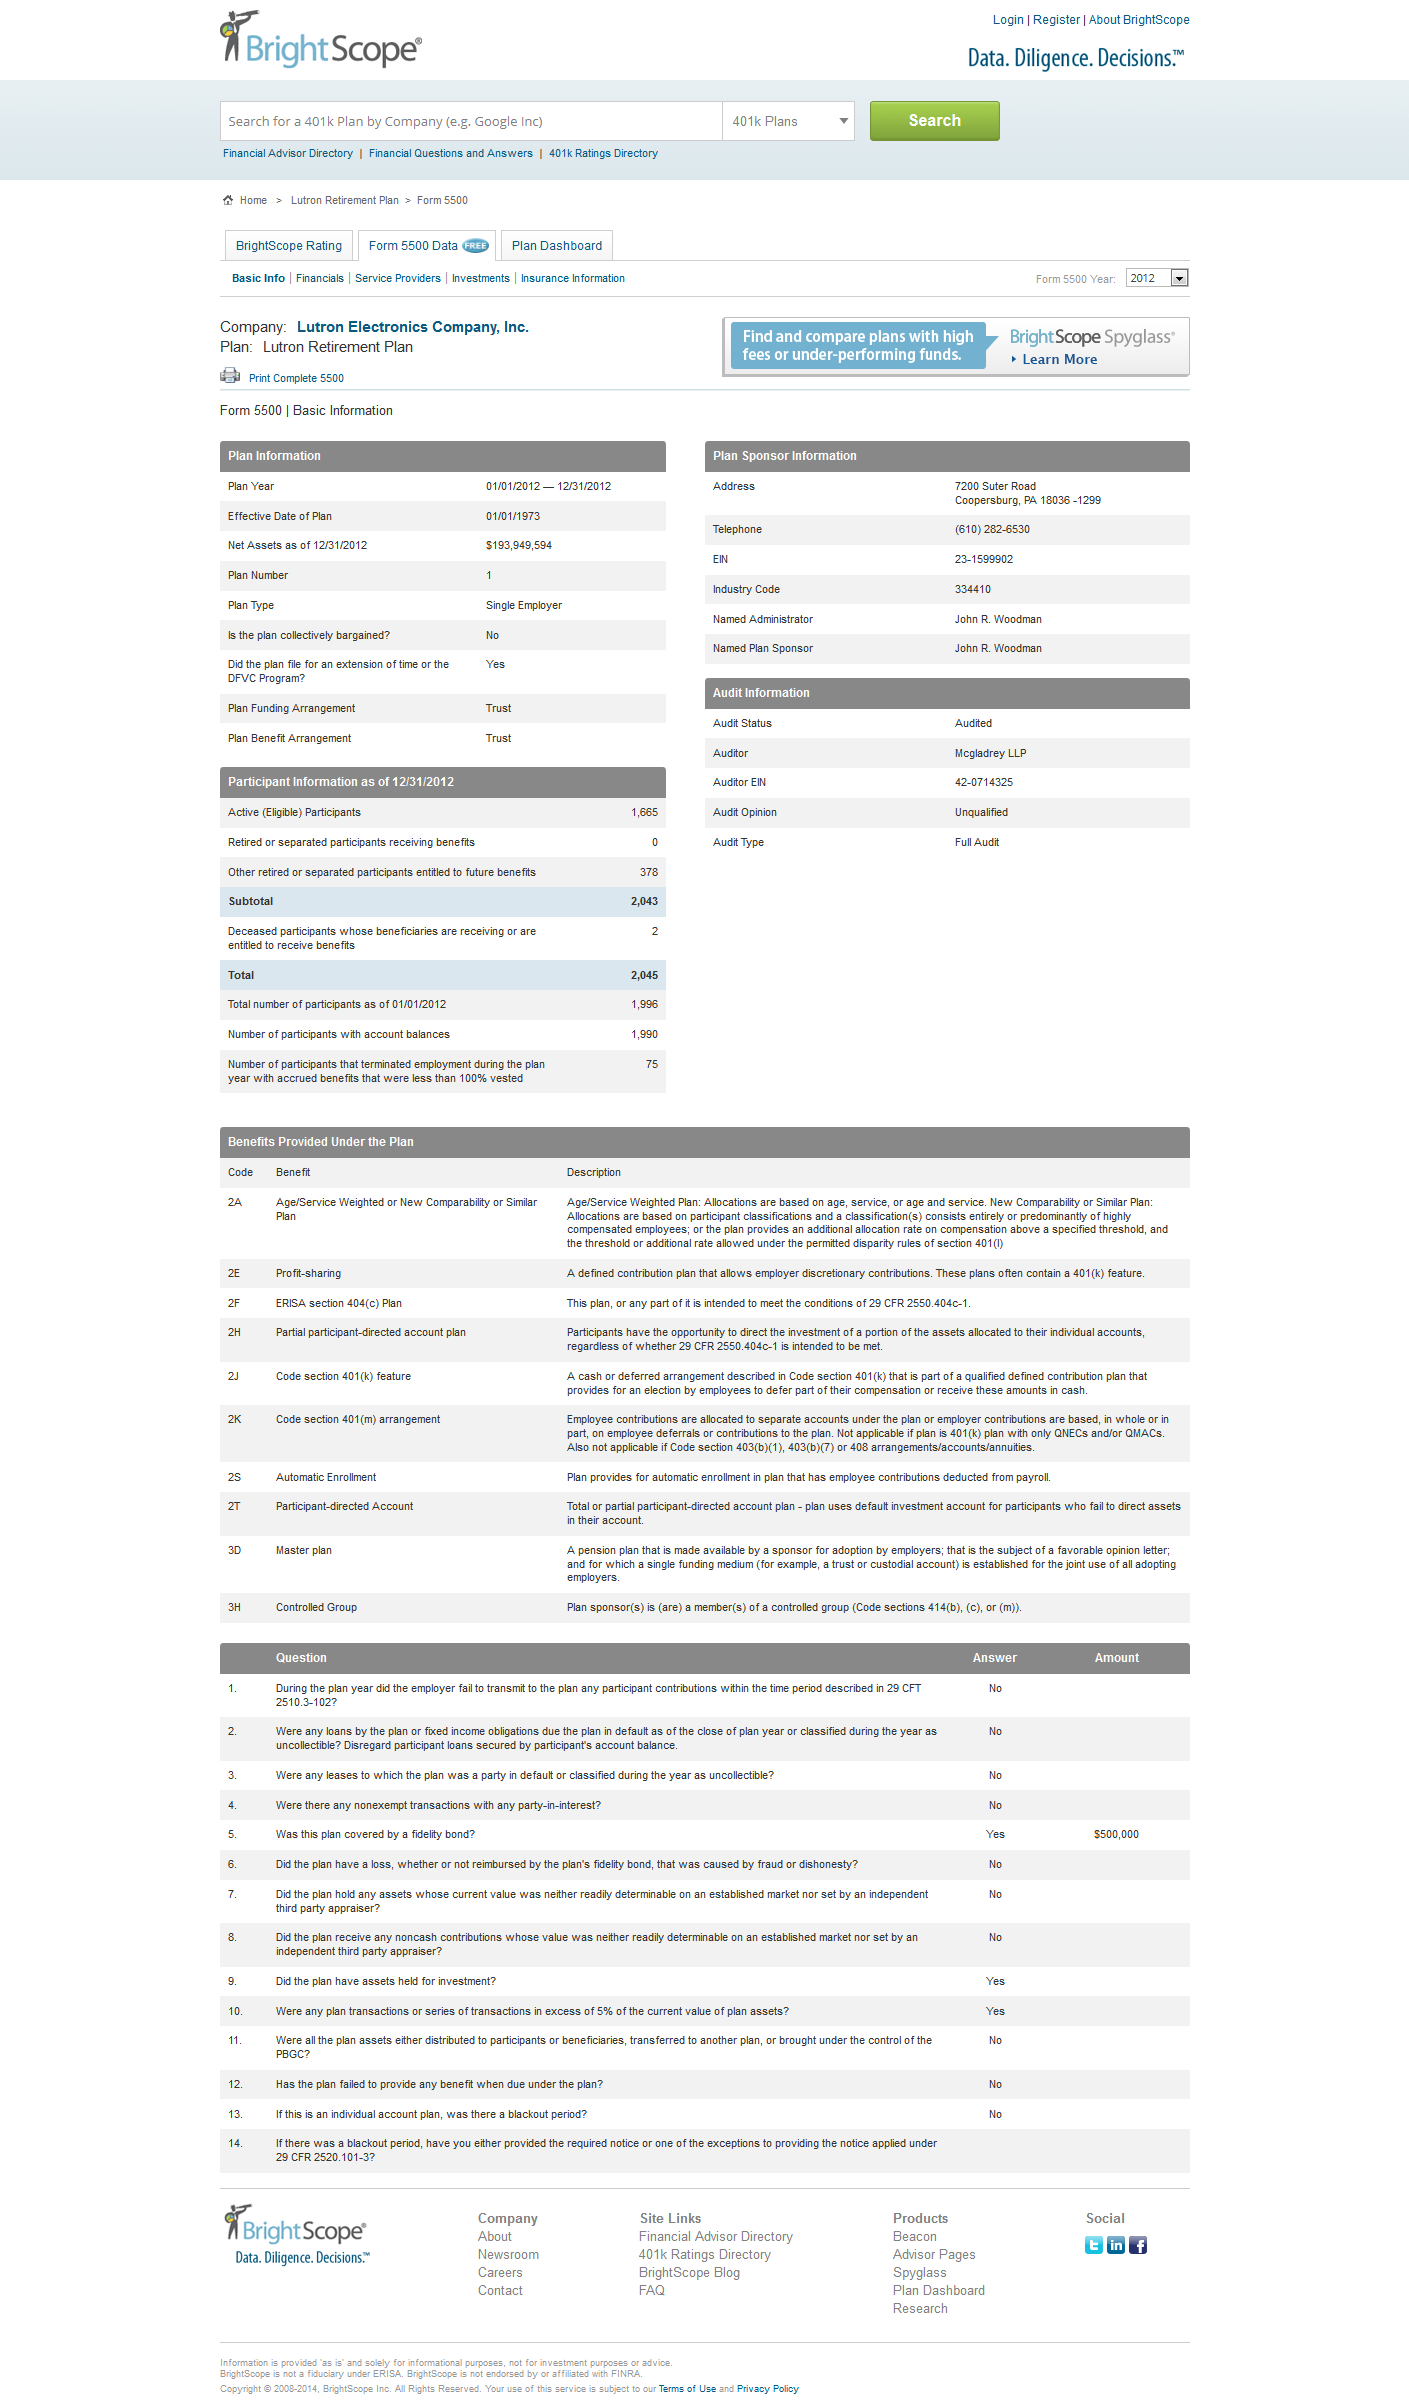 BrightScope®
Login | Register | About BrightScope
Data. Diligence. Decisions.™
Search for a 401k Plan by Company (e.g. Google Inc)
401k Plans
Search
Financial Advisor Directory | Financial Questions and Answers | 401k Ratings Directory
Home > Lutron Retirement Plan > Form 5500
BrightScope Rating
Form 5500 Data FREE
Plan Dashboard
Basic Info | Financials | Service Providers | Investments | Insurance Information
Form 5500 Year: 2012
Company: Lutron Electronics Company, Inc.
Plan: Lutron Retirement Plan
Print Complete 5500
Find and compare plans with high
fees or under-performing funds.
BrightScope Spyglass®
Learn More
Form 5500 | Basic Information
Plan Information
Plan Year 01/01/2012 — 12/31/2012
Effective Date of Plan 01/01/1973
Net Assets as of 12/31/2012 $193,949,594
Plan Number 1
Plan Type Single Employer
Is the plan collectively bargained? No
Did the plan file for an extension of time or the Yes
DFVC Program?
Plan Funding Arrangement Trust
Plan Benefit Arrangement Trust
Participant Information as of 12/31/2012
Active (Eligible) Participants 1,665
Retired or separated participants receiving benefits 0
Other retired or separated participants entitled to future benefits 378
Subtotal 2,043
Deceased participants whose beneficiaries are receiving or are 2
entitled to receive benefits
Total 2,045
Total number of participants as of 01/01/2012 1,996
Number of participants with account balances 1,990
Number of participants that terminated employment during the plan 75
year with accrued benefits that were less than 100% vested
Plan Sponsor Information
Address 7200 Suter Road
Coopersburg, PA 18036 -1299
Telephone (610) 282-6530
EIN 23-1599902
Industry Code 334410
Named Administrator John R. Woodman
Named Plan Sponsor John R. Woodman
Audit Information
Audit Status Audited
Auditor Mcgladrey LLP
Auditor EIN 42-0714325
Audit Opinion Unqualified
Audit Type Full Audit
Benefits Provided Under the Plan
Code Benefit Description
2A Age/Service Weighted or New Comparability or Similar Age/Service Weighted Plan: Allocations are based on age, service, or age and service. New Comparability or Similar Plan:
Plan Allocations are based on participant classifications and a classification(s) consists entirely or predominantly of highly
compensated employees; or the plan provides an additional allocation rate on compensation above a specified threshold, and
the threshold or additional rate allowed under the permitted disparity rules of section 401(l)
2E Profit-sharing A defined contribution plan that allows employer discretionary contributions. These plans often contain a 401(k) feature.
2F ERISA section 404(c) Plan This plan, or any part of it is intended to meet the conditions of 29 CFR 2550.404c-1.
2H Partial participant-directed account plan Participants have the opportunity to direct the investment of a portion of the assets allocated to their individual accounts,
regardless of whether 29 CFR 2550.404c-1 is intended to be met.
2J Code section 401(k) feature A cash or deferred arrangement described in Code section 401(k) that is part of a qualified defined contribution plan that
provides for an election by employees to defer part of their compensation or receive these amounts in cash.
2K Code section 401(m) arrangement Employee contributions are allocated to separate accounts under the plan or employer contributions are based, in whole or in
part, on employee deferrals or contributions to the plan. Not applicable if plan is 401(k) plan with only QNECs and/or QMACs.
Also not applicable if Code section 403(b)(1), 403(b)(7) or 408 arrangements/accounts/annuities.
2S Automatic Enrollment Plan provides for automatic enrollment in plan that has employee contributions deducted from payroll.
2T Participant-directed Account Total or partial participant-directed account plan - plan uses default investment account for participants who fail to direct assets
in their account.
3D Master plan A pension plan that is made available by a sponsor for adoption by employers; that is the subject of a favorable opinion letter;
and for which a single funding medium (for example, a trust or custodial account) is established for the joint use of all adopting
employers.
3H Controlled Group Plan sponsor(s) is (are) a member(s) of a controlled group (Code sections 414(b), (c), or (m)).
Question Answer Amount
1. During the plan year did the employer fail to transmit to the plan any participant contributions within the time period described in 29 CFT No
2510.3-102?
2. Were any loans by the plan or fixed income obligations due the plan in default as of the close of plan year or classified during the year as No
uncollectible? Disregard participant loans secured by participant's account balance.
3. Were any leases to which the plan was a party in default or classified during the year as uncollectible? No
4. Were there any nonexempt transactions with any party-in-interest? No
5. Was this plan covered by a fidelity bond? Yes $500,000
6. Did the plan have a loss, whether or not reimbursed by the plan's fidelity bond, that was caused by fraud or dishonesty? No
7. Did the plan hold any assets whose current value was neither readily determinable on an established market nor set by an independent No
third party appraiser?
8. Did the plan receive any noncash contributions whose value was neither readily determinable on an established market nor set by an No
independent third party appraiser?
9. Did the plan have assets held for investment? Yes
10. Were any plan transactions or series of transactions in excess of 5% of the current value of plan assets? Yes
11. Were all the plan assets either distributed to participants or beneficiaries, transferred to another plan, or brought under the control of the No
PBGC?
12. Has the plan failed to provide any benefit when due under the plan? No
13. If this is an individual account plan, was there a blackout period? No
14. If there was a blackout period, have you either provided the required notice or one of the exceptions to providing the notice applied under
29 CFR 2520.101-3?
BrightScope®
Data. Diligence. Decisions.™
Company
About
Newsroom
Careers
Contact
Site Links
Financial Advisor Directory
401k Ratings Directory
BrightScope Blog
FAQ
Products
Beacon
Advisor Pages
Spyglass
Plan Dashboard
Research
Social
Information is provided 'as is' and solely for informational purposes, not for investment purposes or advice.
BrightScope is not a fiduciary under ERISA. BrightScope is not endorsed by or affiliated with FINRA.
Copyright © 2008-2014, BrightScope Inc. All Rights Reserved. Your use of this service is subject to our Terms of Use and Privacy Policy